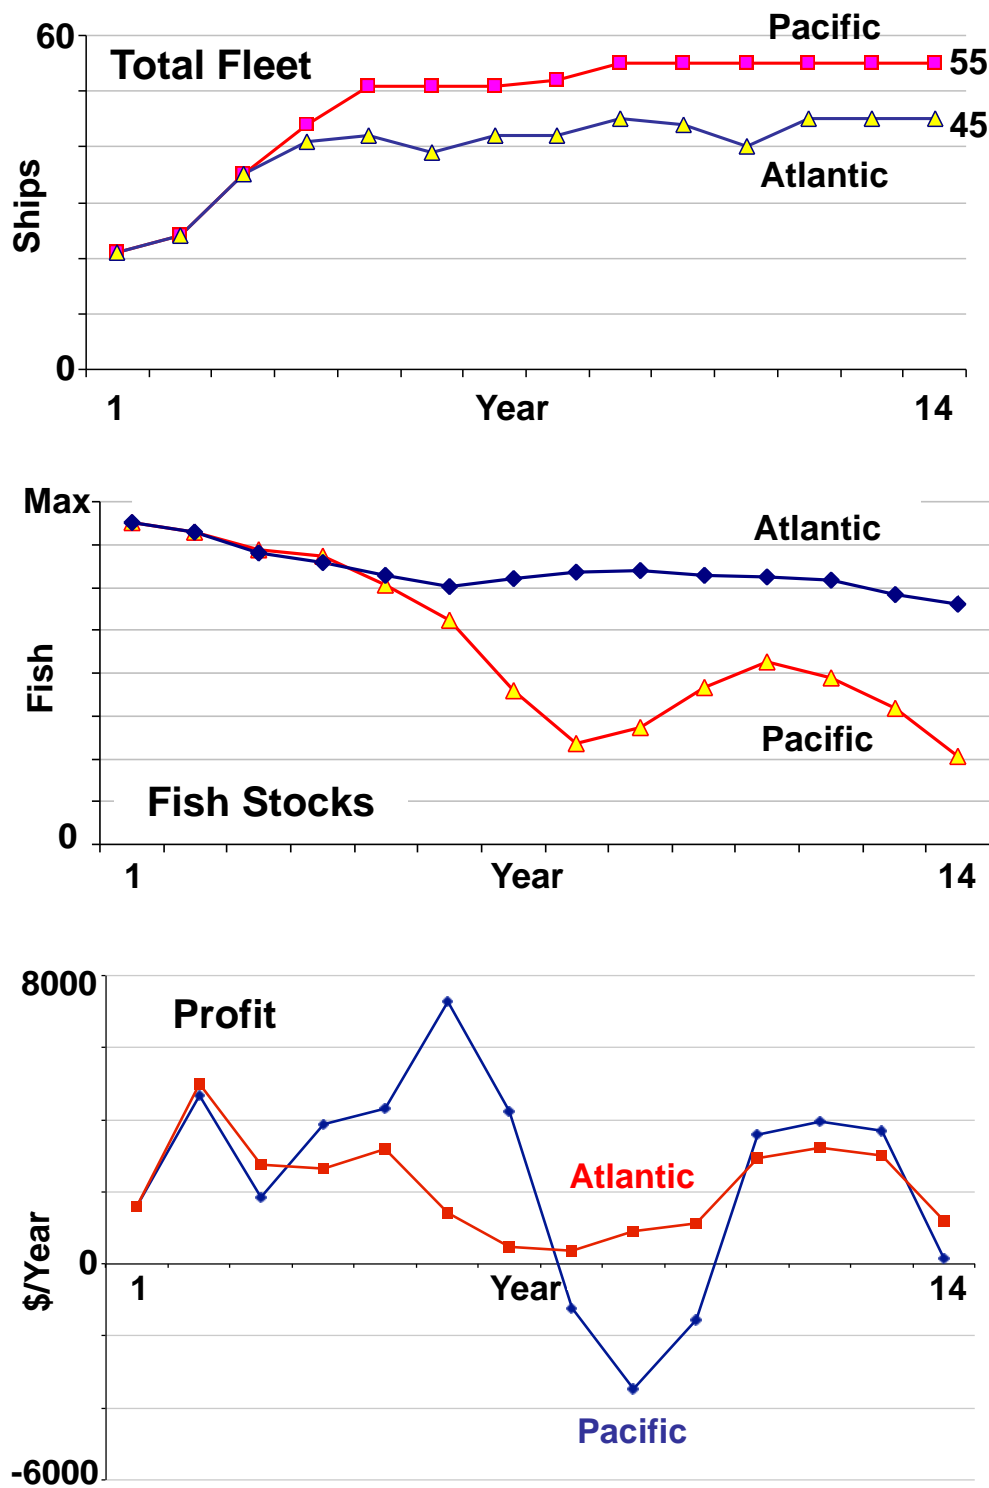 Pacific
60
Total Fleet
55
45
Atlantic
Ships
0
1 Year 14
Max
Atlantic
Fish
Pacific
Fish Stocks
0
1 Year 14
8000
Profit
Atlantic
$/Year
0
1 Year 14
Pacific
-6000